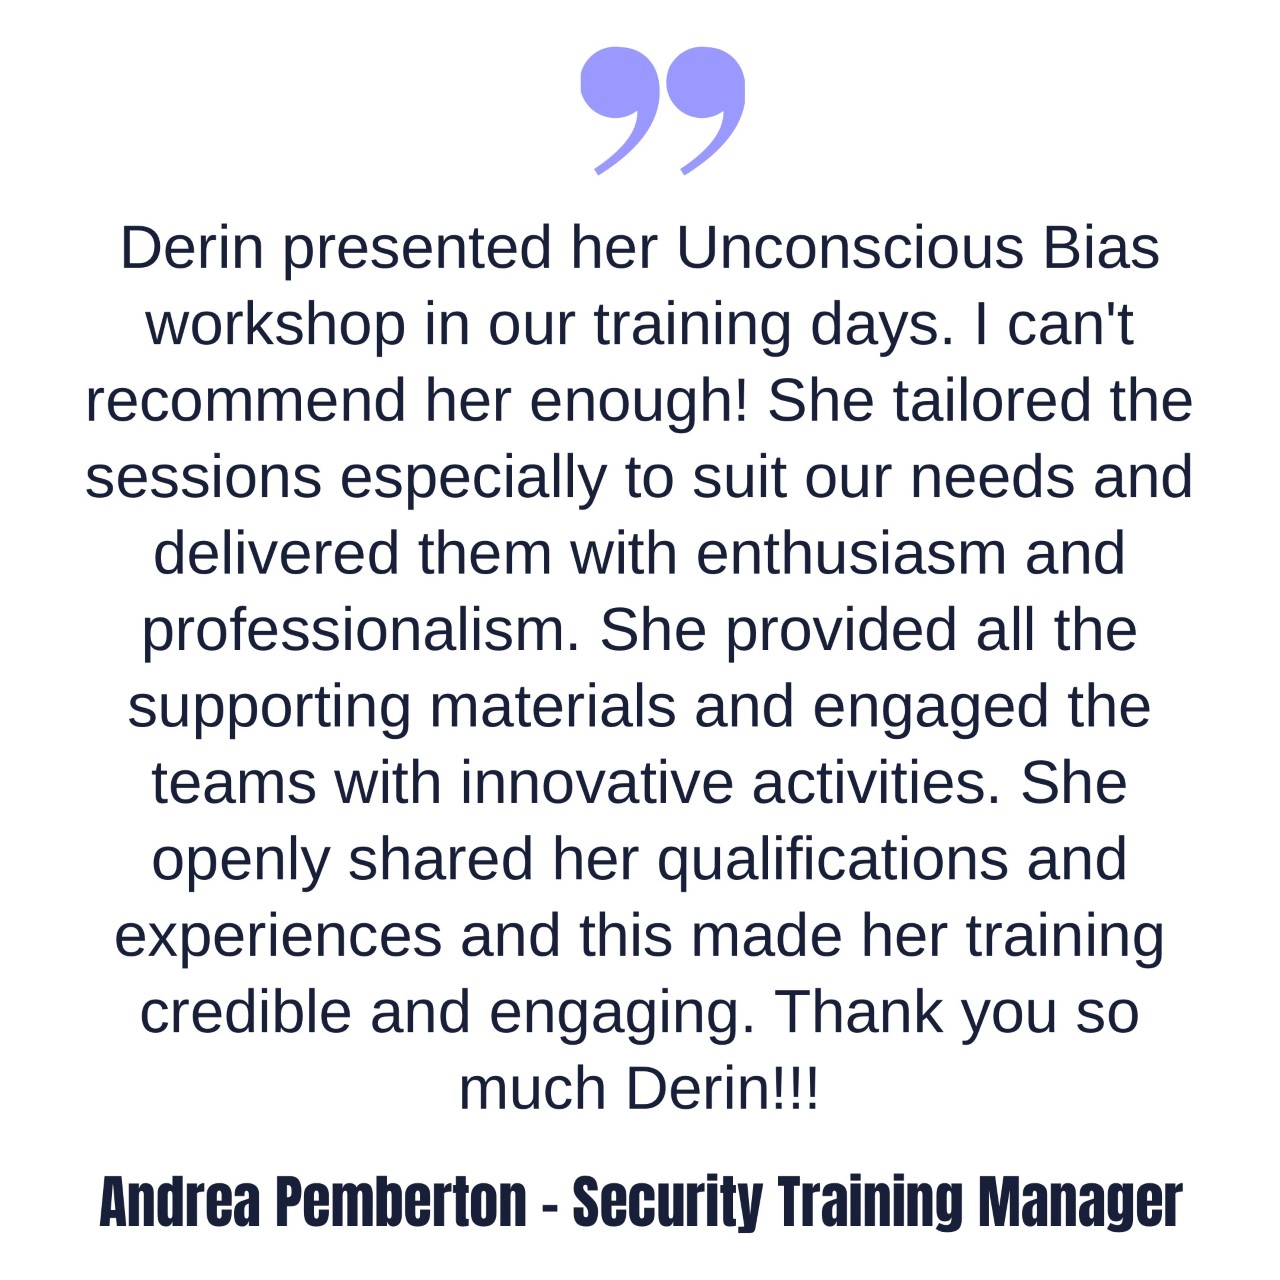 ”
Derin presented her Unconscious Bias
workshop in our training days. I can't
recommend her enough! She tailored the
sessions especially to suit our needs and
delivered them with enthusiasm and
professionalism. She provided all the
supporting materials and engaged the
teams with innovative activities. She
openly shared her qualifications and
experiences and this made her training
credible and engaging. Thank you so
much Derin!!!
Andrea Pemberton - Security Training Manager